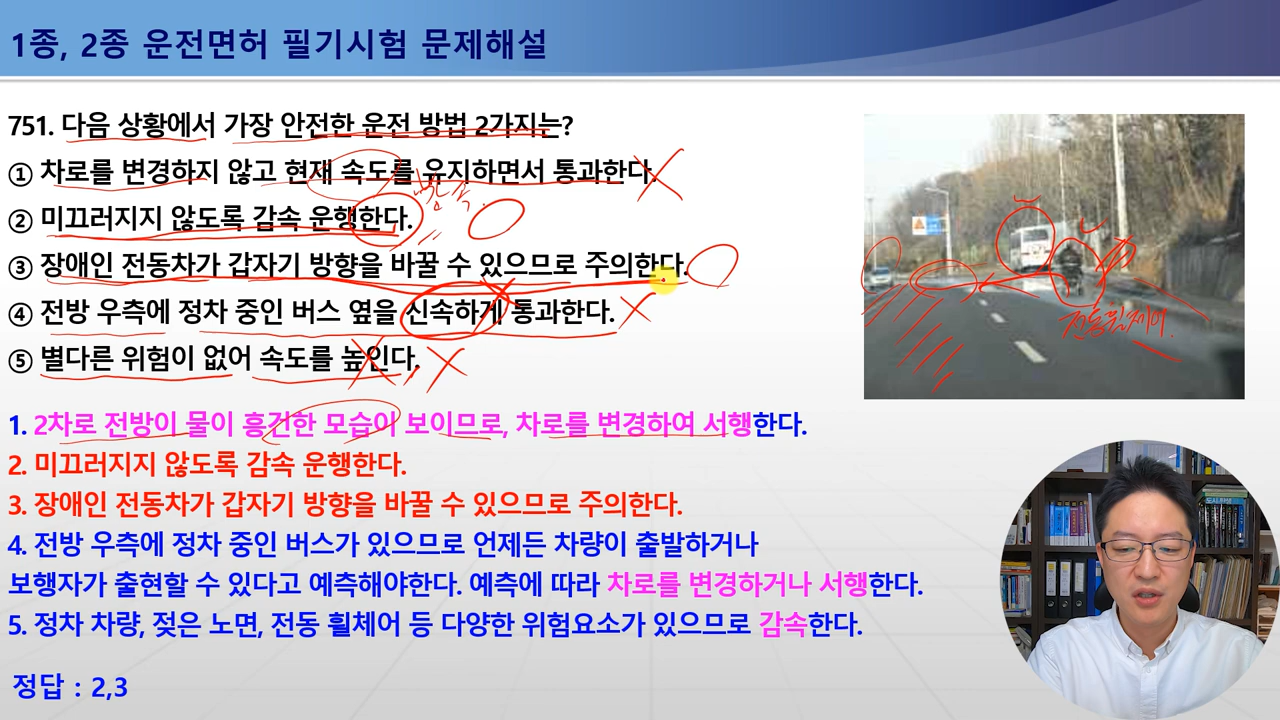 1종, 2종 운전면허 필기시험 문제해설
751. 다음 상황에서 가장 안전한 운전 방법 2가지는?
① 차로를 변경하지 않고 현재 속도를 유지하면서 통과한다.
② 미끄러지지 않도록 감속 운행한다.
③ 장애인 전동차가 갑자기 방향을 바꿀 수 있으므로 주의한다.
④ 전방 우측에 정차 중인 버스 옆을 신속하게 통과한다.
⑤ 별다른 위험이 없어 속도를 높인다.
전동휠체어.
1. 2차로 전방이 물이 흥건한 모습이 보이므로, 차로를 변경하여 서행한다.
2. 미끄러지지 않도록 감속 운행한다.
3. 장애인 전동차가 갑자기 방향을 바꿀 수 있으므로 주의한다.
4. 전방 우측에 정차 중인 버스가 있으므로 언제든 차량이 출발하거나
보행자가 출현할 수 있다고 예측해야한다. 예측에 따라 차로를 변경하거나 서행한다.
5. 정차 차량, 젖은 노면, 전동 휠체어 등 다양한 위험요소가 있으므로 감속한다.
정답 : 2,3